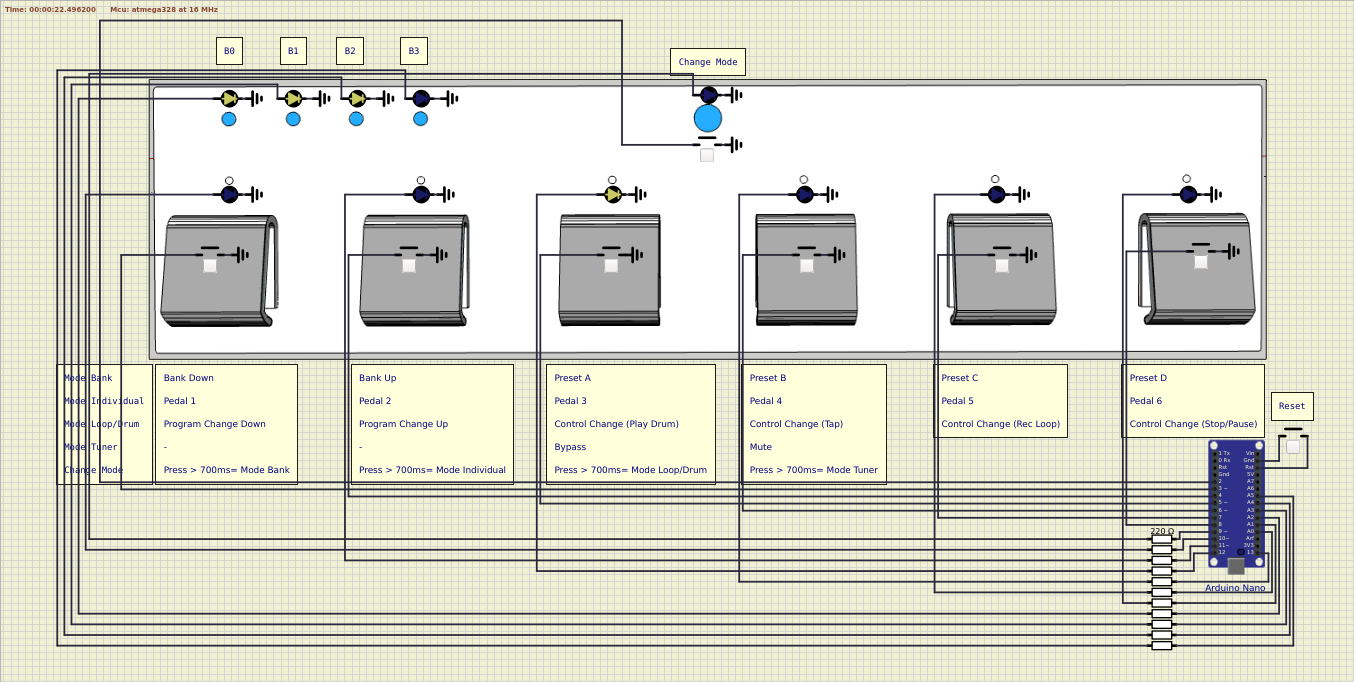 Time: 00:00:22.496200 Mcu: atmega328 at 16 MHz
B0 B1 B2 B3
Change Mode
Mode Bank
Mode Individual
Mode Loop/Drum
Mode Tuner
Change Mode
Bank Down
Pedal 1
Program Change Down
-
Press > 700ms= Mode Bank
Bank Up
Pedal 2
Program Change Up
-
Press > 700ms= Mode Individual
Preset A
Pedal 3
Control Change (Play Drum)
Bypass
Press > 700ms= Mode Loop/Drum
Preset B
Pedal 4
Control Change (Tap)
Mute
Press > 700ms= Mode Tuner
Preset C
Pedal 5
Control Change (Rec Loop)
Preset D
Pedal 6
Control Change (Stop/Pause)
Reset
1 Tx Vin
0 Rx Gnd
Rst Rst
Gnd 5V
2 A7
3 ~ A6
4 A5
5 ~ A4
6 ~ A3
7 A2
8 A1
9 ~ A0
10~ Arf
11~ 3V3
12 13
220 Ω
Arduino Nano